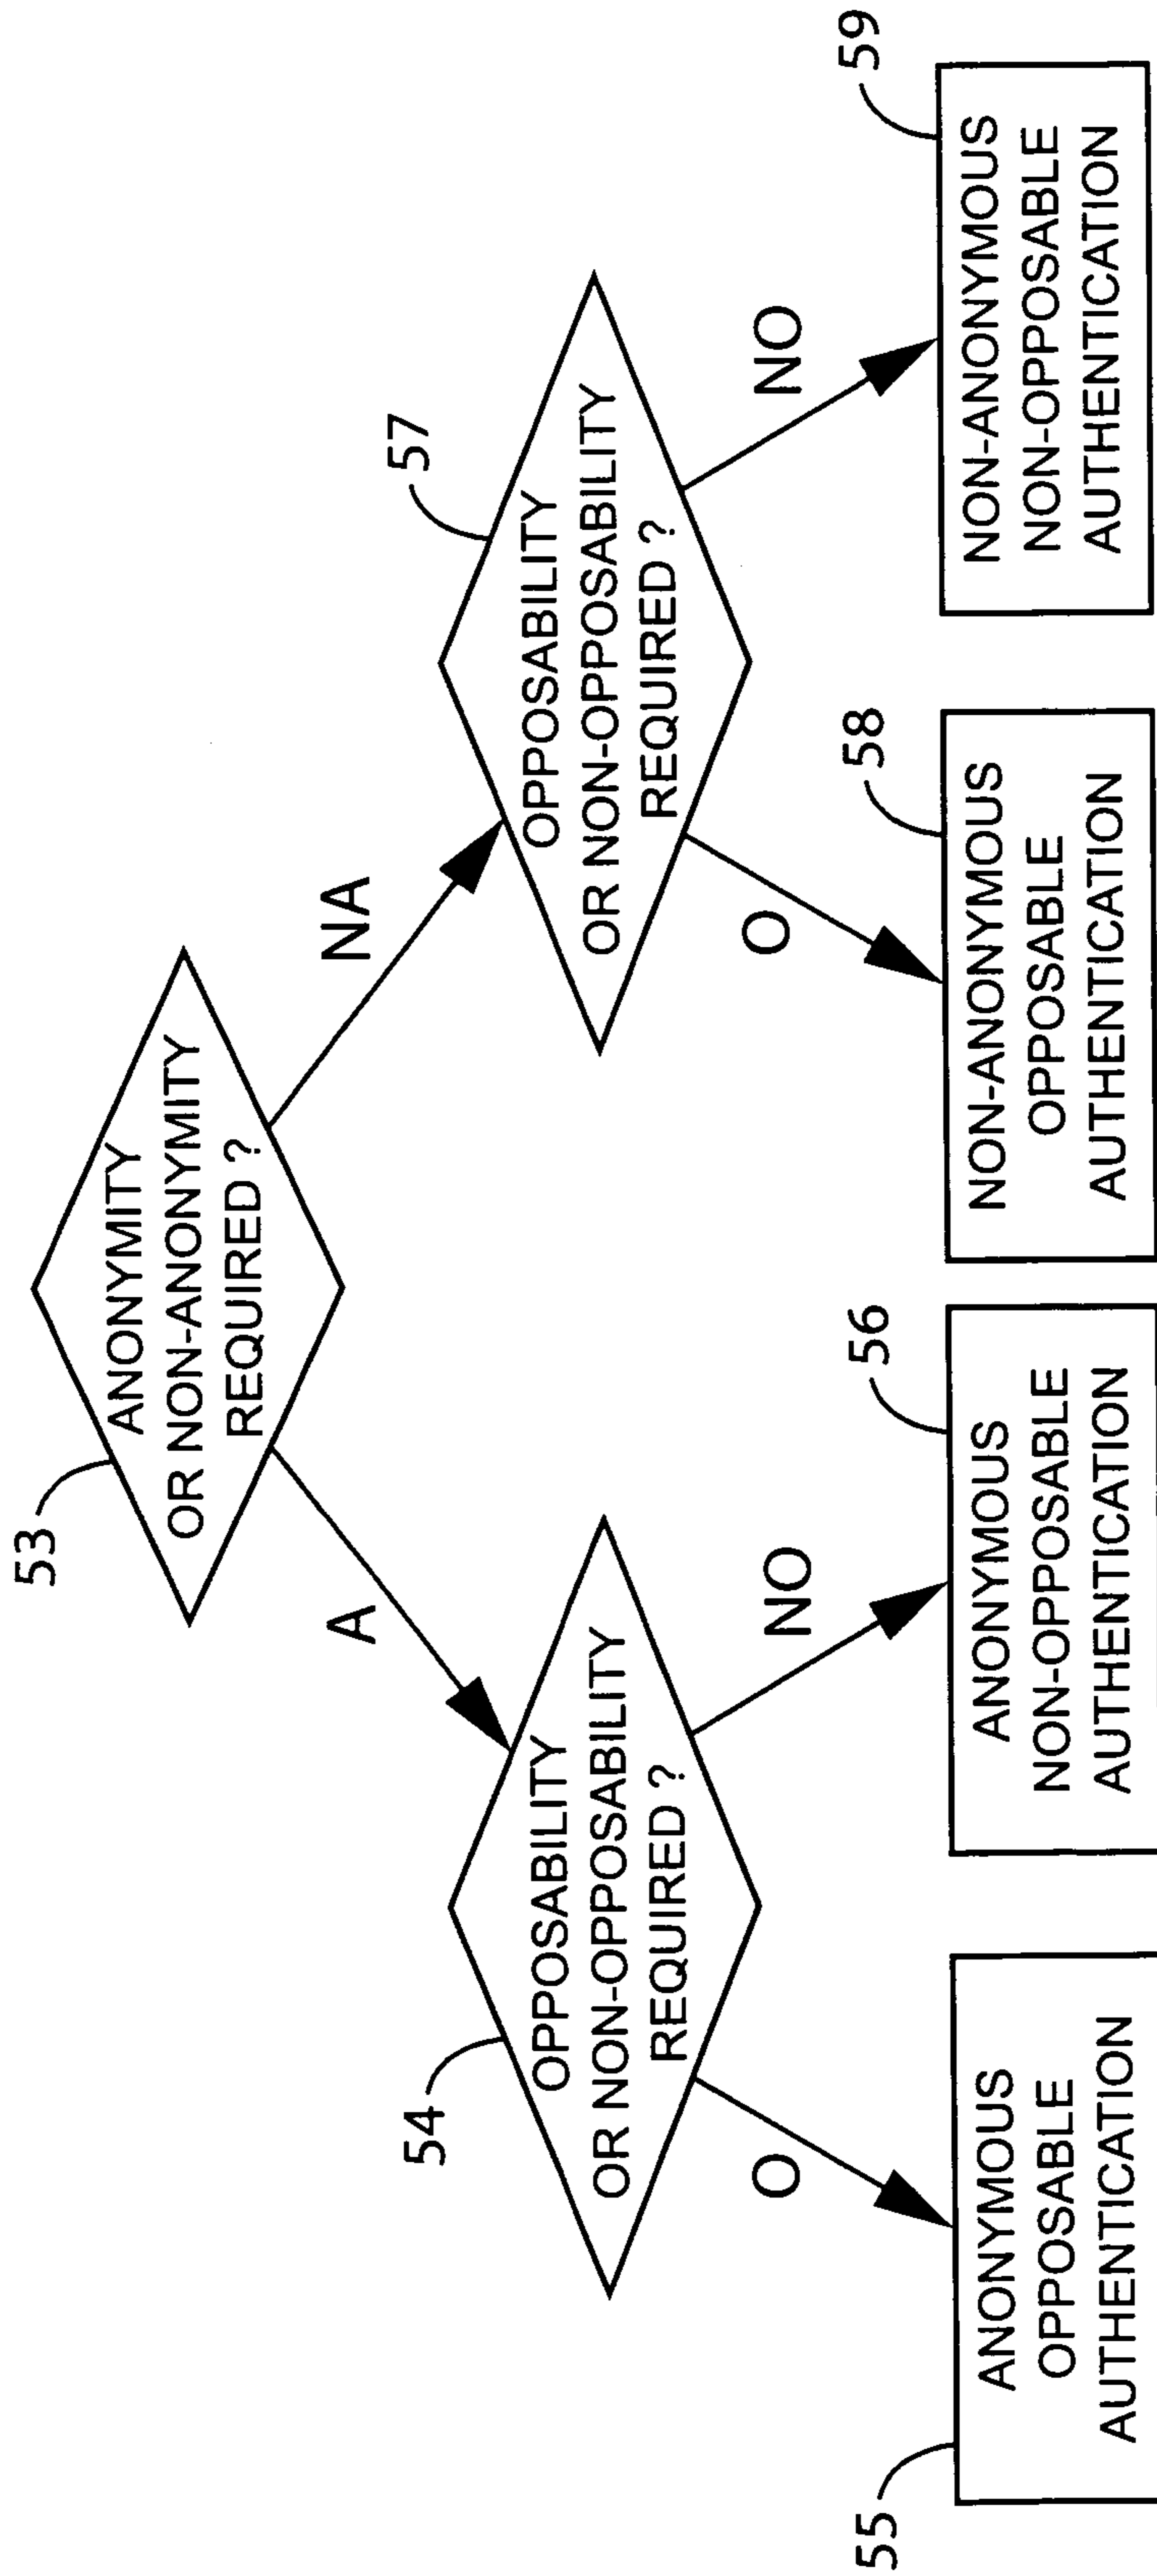 53
ANONYMITY
OR NON-ANONYMITY
REQUIRED ?
A
NA
54
OPPOSABILITY
OR NON-OPPOSABILITY
REQUIRED ?
57
OPPOSABILITY
OR NON-OPPOSABILITY
REQUIRED ?
O
NO
O
NO
55
ANONYMOUS
OPPOSABLE
AUTHENTICATION
56
ANONYMOUS
NON-OPPOSABLE
AUTHENTICATION
58
NON-ANONYMOUS
OPPOSABLE
AUTHENTICATION
59
NON-ANONYMOUS
NON-OPPOSABLE
AUTHENTICATION